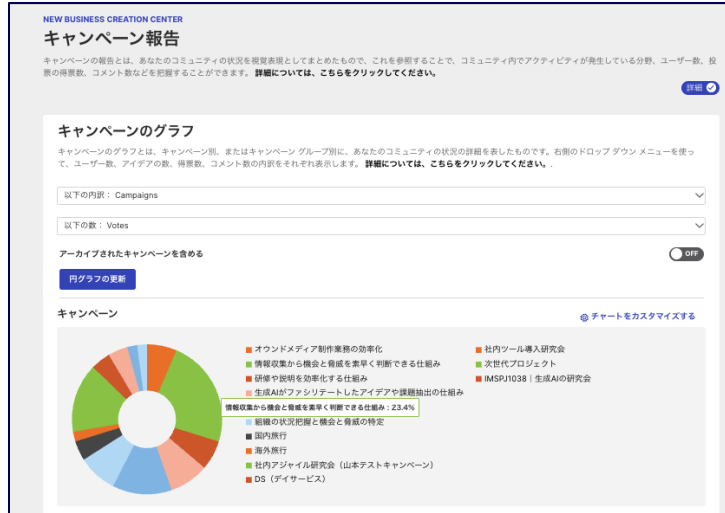 NEW BUSINESS CREATION CENTER
キャンペーン報告
キャンペーンの報告とは、あなたのコミュニティの状況を視覚表現としてまとめたもので、これを参照することで、コミュニティ内でアクティビティが発生している分野、ユーザー数、投
票の得票数、コメント数などを把握することができます。 詳細については、こちらをクリックしてください。
詳細
キャンペーンのグラフ
キャンペーンのグラフとは、キャンペーン別、またはキャンペーン グループ別に、あなたのコミュニティの状況の詳細を表したものです。右側のドロップ ダウン メニューを使っ
て、ユーザー数、アイデアの数、得票数、コメント数の内訳をそれぞれ表示します。 詳細については、こちらをクリックしてください。.
以下の内訳： Campaigns
以下の数： Votes
アーカイブされたキャンペーンを含める
OFF
円グラフの更新
キャンペーン
チャートをカスタマイズする
オウンドメディア制作業務の効率化
情報収集から機会と脅威を素早く判断できる仕組み
研修や説明を効率化する仕組み
生成AIがファシリテートしたアイデアや課題抽出の仕組み
情報収集から機会と脅威を素早く判断できる仕組み : 23.4%
組織の状況把握と機会と脅威の特定
国内旅行
海外旅行
社内アジャイル研究会（山本テストキャンペーン）
DS（デイサービス）
社内ツール導入研究会
次世代プロジェクト
IMSPJ1038｜生成AIの研究会